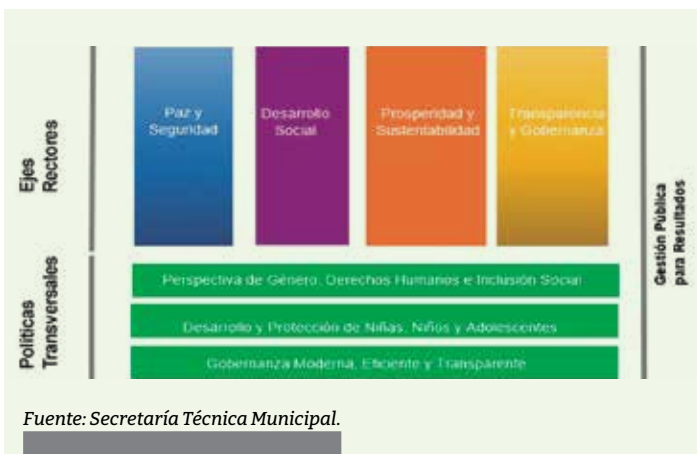 Ejes
Rectores
Paz y
Seguridad
Desarrollo
Social
Prosperidad y
Sustentabilidad
Transparencia
y Gobernanza
Políticas
Transversales
Perspectiva de Género, Derechos Humanos e Inclusión Social
Desarrollo y Protección de Niñas, Niños y Adolescentes
Gobernanza Moderna, Eficiente y Transparente
Gestión Pública
para Resultados
Fuente: Secretaría Técnica Municipal.